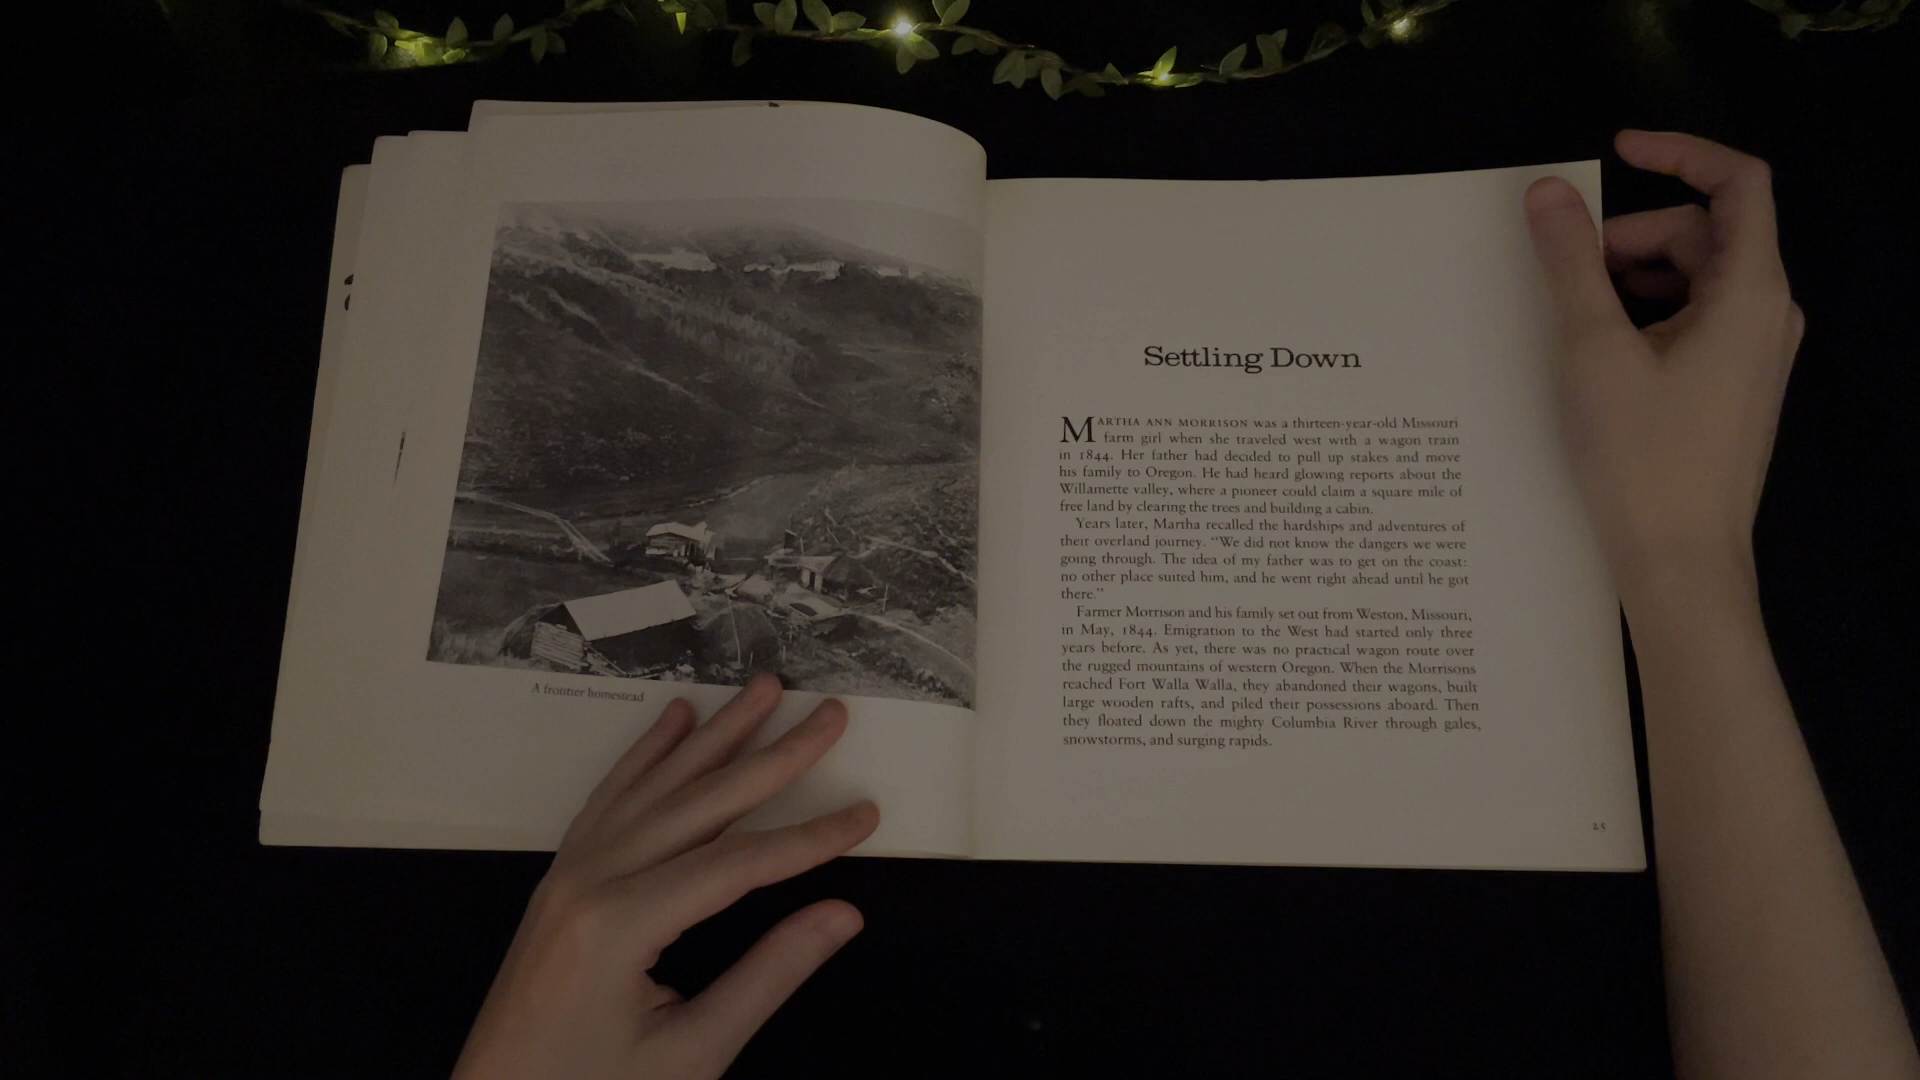 A frontier homestead
Settling Down
MARTHA ANN MORRISON was a thirteen-year-old Missouri
farm girl when she traveled west with a wagon train
in 1844. Her father had decided to pull up stakes and move
his family to Oregon. He had heard glowing reports about the
Willamette valley, where a pioneer could claim a square mile of
free land by clearing the trees and building a cabin.
Years later, Martha recalled the hardships and adventures of
their overland journey. “We did not know the dangers we were
going through. The idea of my father was to get on the coast:
no other place suited him, and he went right ahead until he got
there.”
Farmer Morrison and his family set out from Weston, Missouri,
in May, 1844. Emigration to the West had started only three
years before. As yet, there was no practical wagon route over
the rugged mountains of western Oregon. When the Morrisons
reached Fort Walla Walla, they abandoned their wagons, built
large wooden rafts, and piled their possessions aboard. Then
they floated down the mighty Columbia River through gales,
snowstorms, and surging rapids.
25